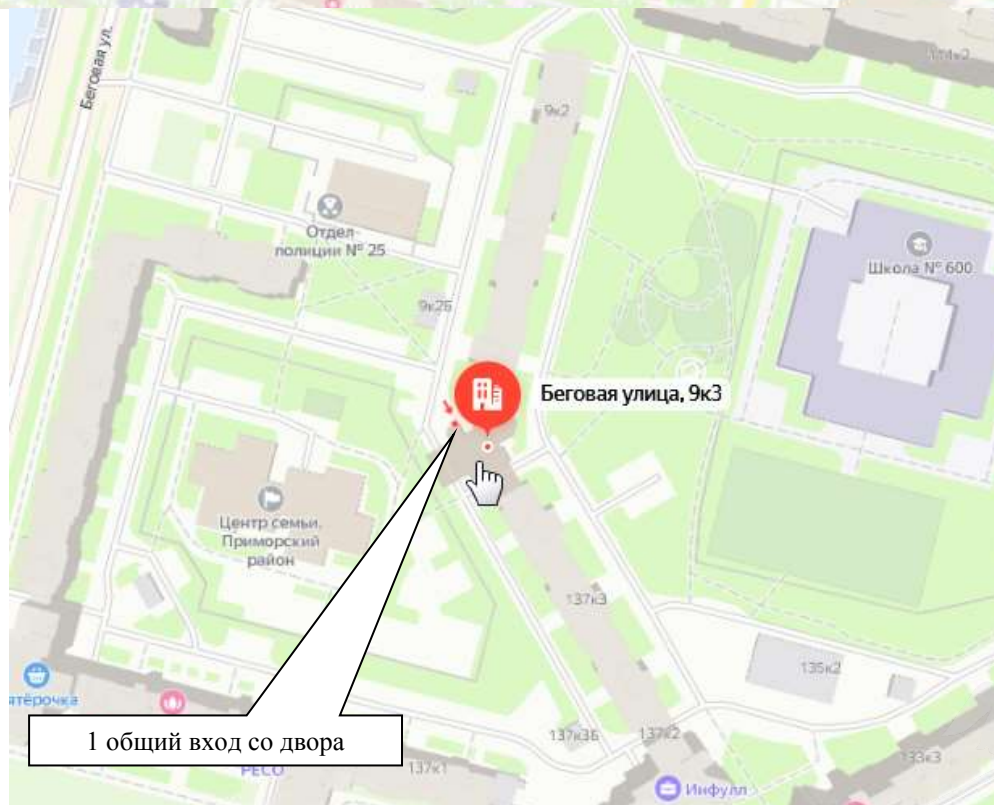 Беговая ул.
114к2
9к2
Отдел
полиции № 25
Школа № 600
9к2Б
Беговая улица, 9к3
Центр семьи.
Приморский
район
137к3
135к2
ятёрочка
1 общий вход со двора
РЕСО
137к1
137к3Б
137к2
133к3
Инфулл